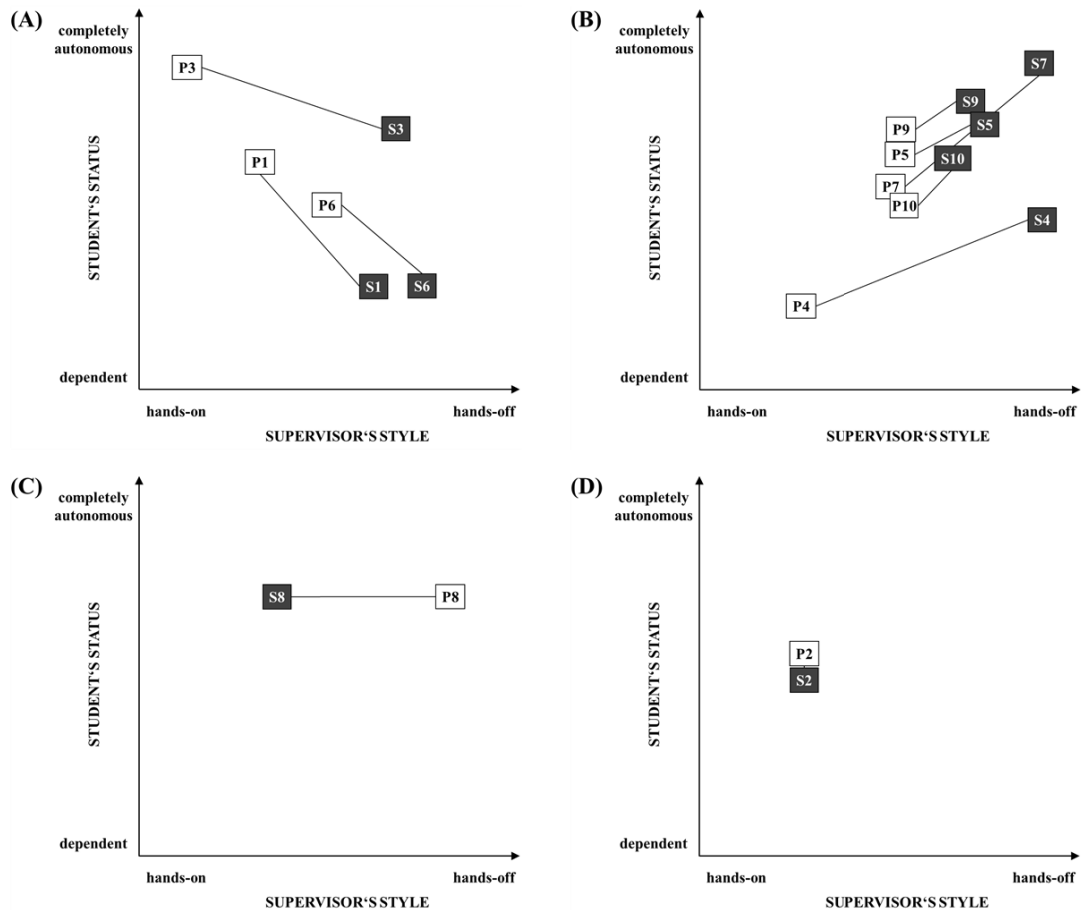 (A)
completely
autonomous
P3
S3
P1
P6
S1
S6
STUDENT‘S STATUS
dependent
hands-on
hands-off
SUPERVISOR‘S STYLE
(B)
completely
autonomous
S7
S9
P9
S5
P5
S10
P7
P10
S4
P4
STUDENT‘S STATUS
dependent
hands-on
hands-off
SUPERVISOR‘S STYLE
(C)
completely
autonomous
S8
P8
STUDENT‘S STATUS
dependent
hands-on
hands-off
SUPERVISOR‘S STYLE
(D)
completely
autonomous
P2
S2
STUDENT‘S STATUS
dependent
hands-on
hands-off
SUPERVISOR‘S STYLE